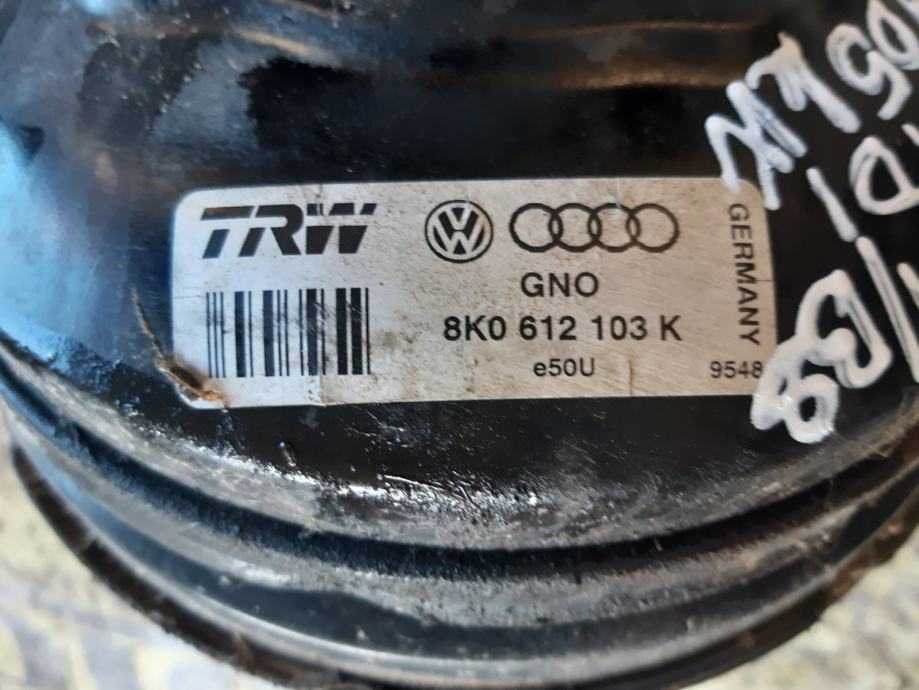 TRW
GNO
8K0 612 103 K
e50U
9548
GERMANY